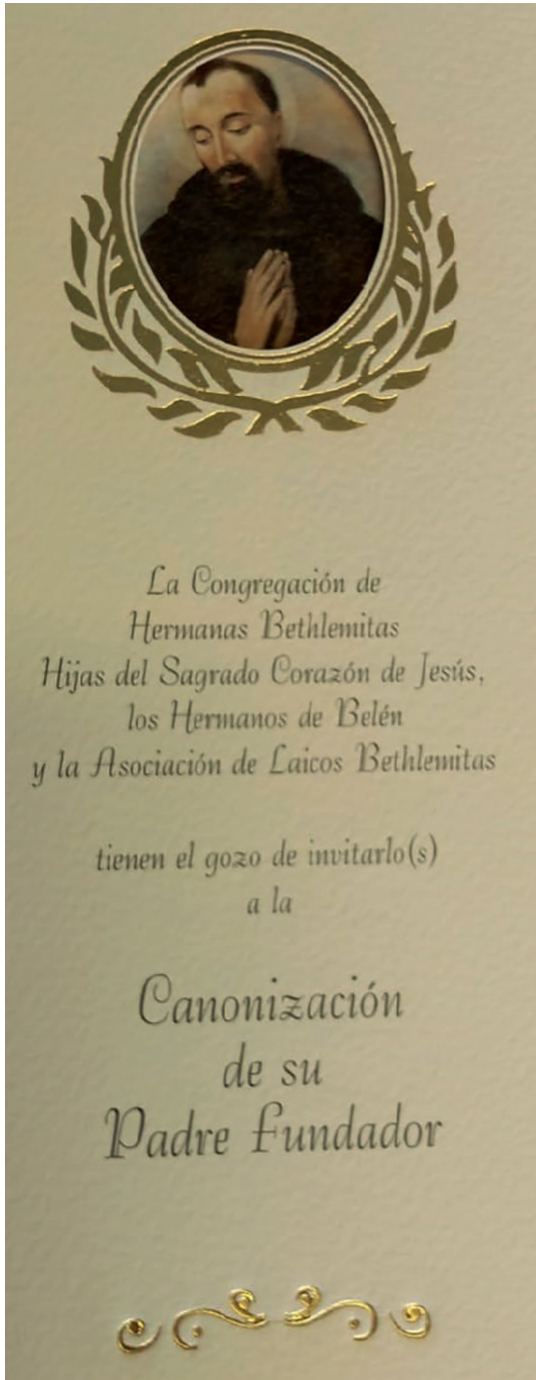 La Congregación de
Hermanas Bethlemitas
Hijas del Sagrado Corazón de Jesús,
los Hermanos de Belén
y la Asociación de Laicos Bethlemitas
tienen el gozo de invitarlo(s)
a la
Canonización
de su
Padre Fundador